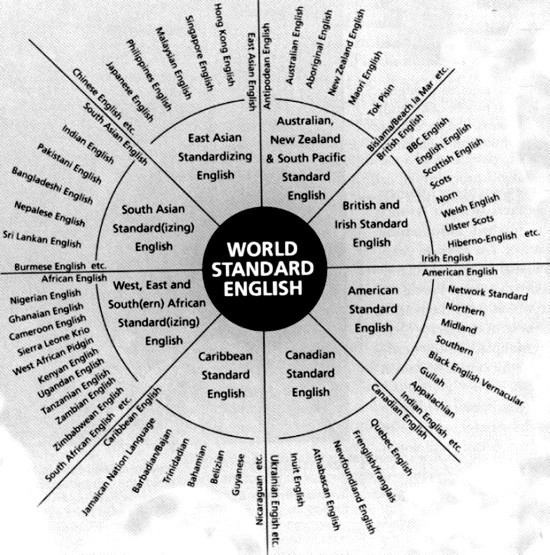 WORLD
STANDARD
ENGLISH
East Asian
Standardizing
English
Australian,
New Zealand
& South Pacific
Standard
English
British and
Irish Standard
English
American
Standard
English
Canadian
Standard
English
Caribbean
Standard
English
West, East and
South(ern) African
Standard(izing)
English
South Asian
Standard(izing)
English
Antipodean English
Australian English
Aboriginal English
New Zealand English
Maori English
Tok Pisin
Bislama/Beach la Mar etc.
British English
BBC English
English English
Scottish English
Scots
Norn
Welsh English
Ulster Scots
Hiberno-English etc.
Irish English
American English
Network Standard
Northern
Midland
Southern
Black English Vernacular
Gullah
Appalachian
Indian English etc.
Canadian English
Quebec English
Frenglish/franglais
Newfoundland English
Athabascan English
Inuit English
Ukrainian Engish etc.
Nicaraguan etc.
Guyanese
Belizian
Bahamian
Trinidadian
Barbadian/Bajan
Jamaican Nation Language
Caribbean English
South African English etc.
Zimbabwean English
Zambian English
Tanzanian English
Ugandan English
Kenyan English
West African Pidgin
Sierra Leone Krio
Cameroon English
Ghanaian English
Nigerian English
African English
Burmese English etc.
Sri Lankan English
Nepalese English
Bangladeshi English
Pakistani English
Indian English
South Asian English
Chinese English etc.
Japanese English
Philippines English
Malaysian English
Singapore English
Hong Kong English
East Asian English